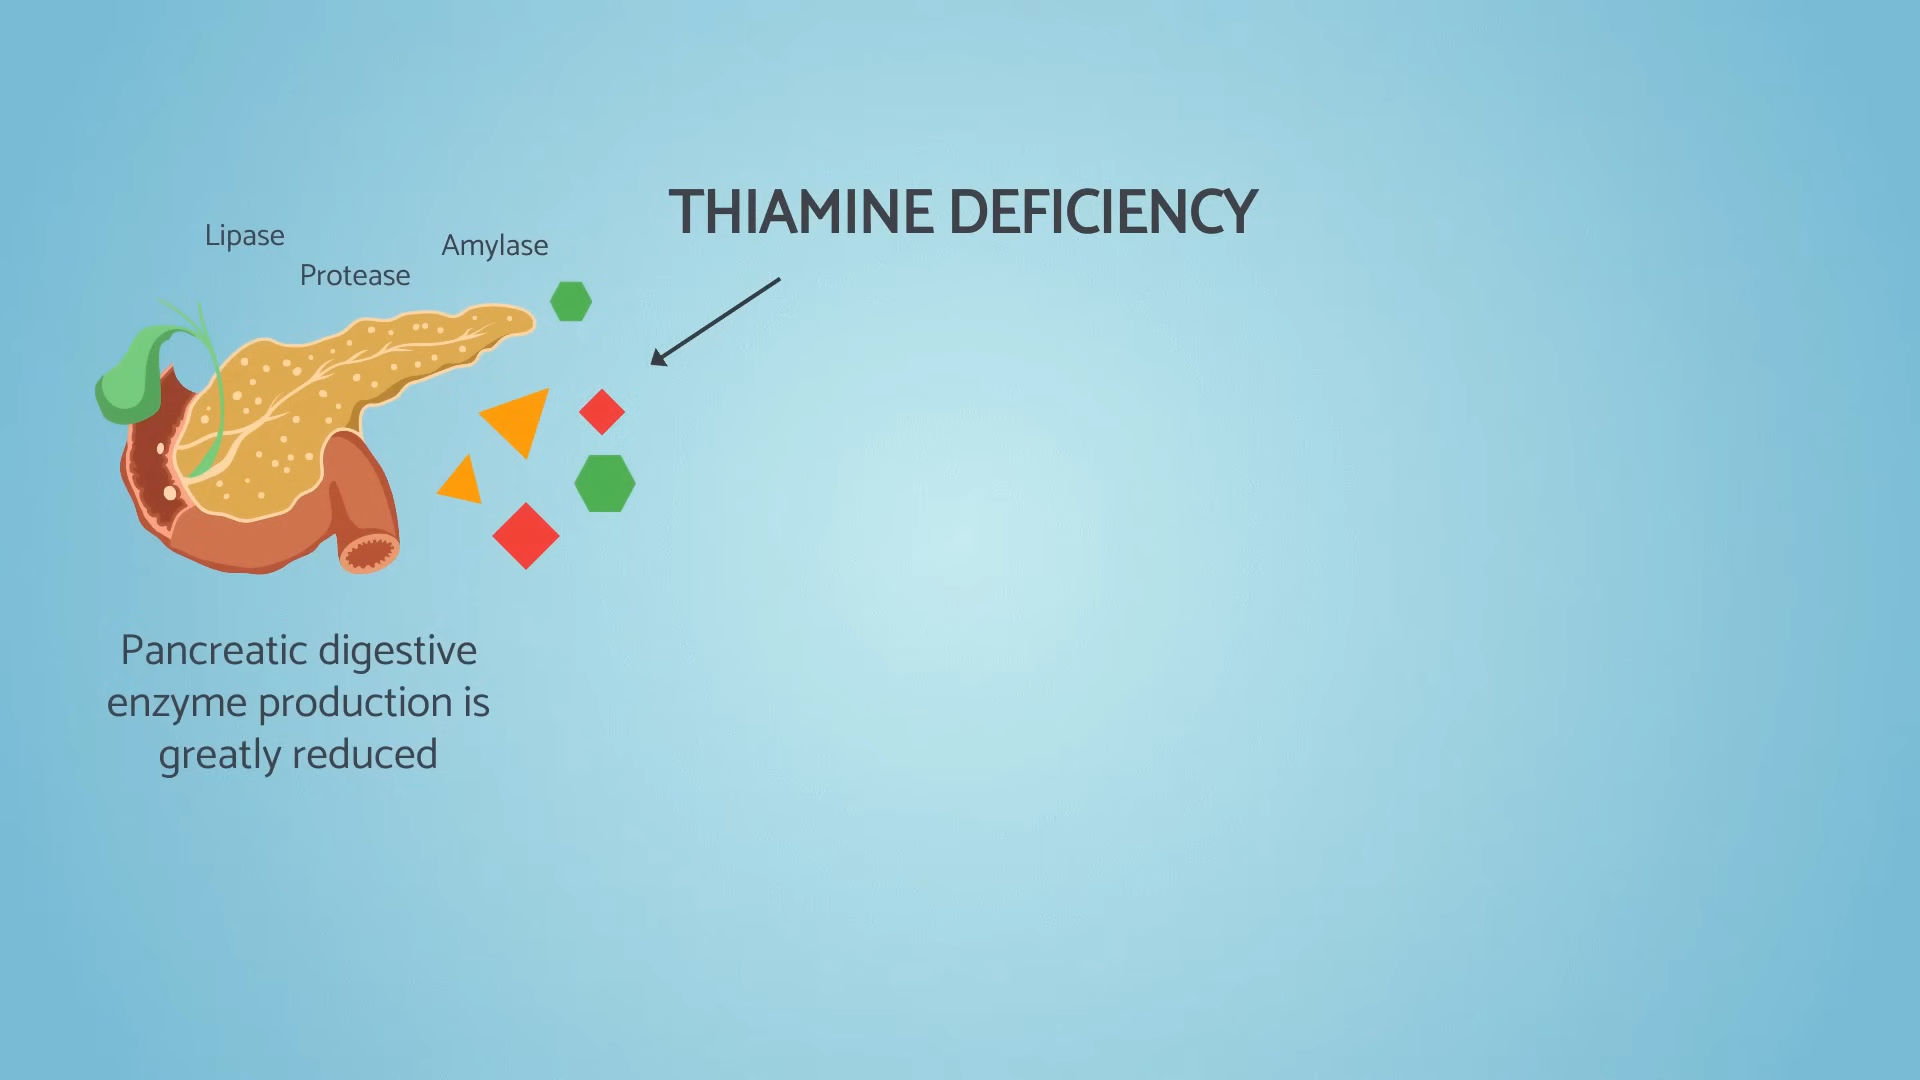 THIAMINE DEFICIENCY
Lipase
Amylase
Protease
Pancreatic digestive
enzyme production is
greatly reduced